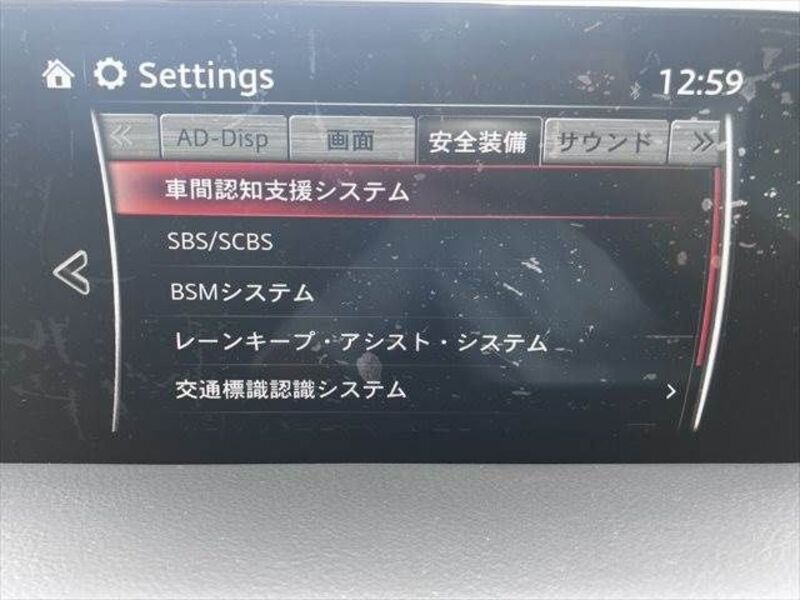 Settings 12:59
AD-Disp 画面 安全装備 サウンド
車間認知支援システム
SBS/SCBS
BSMシステム
レーンキープ・アシスト・システム
交通標識認識システム